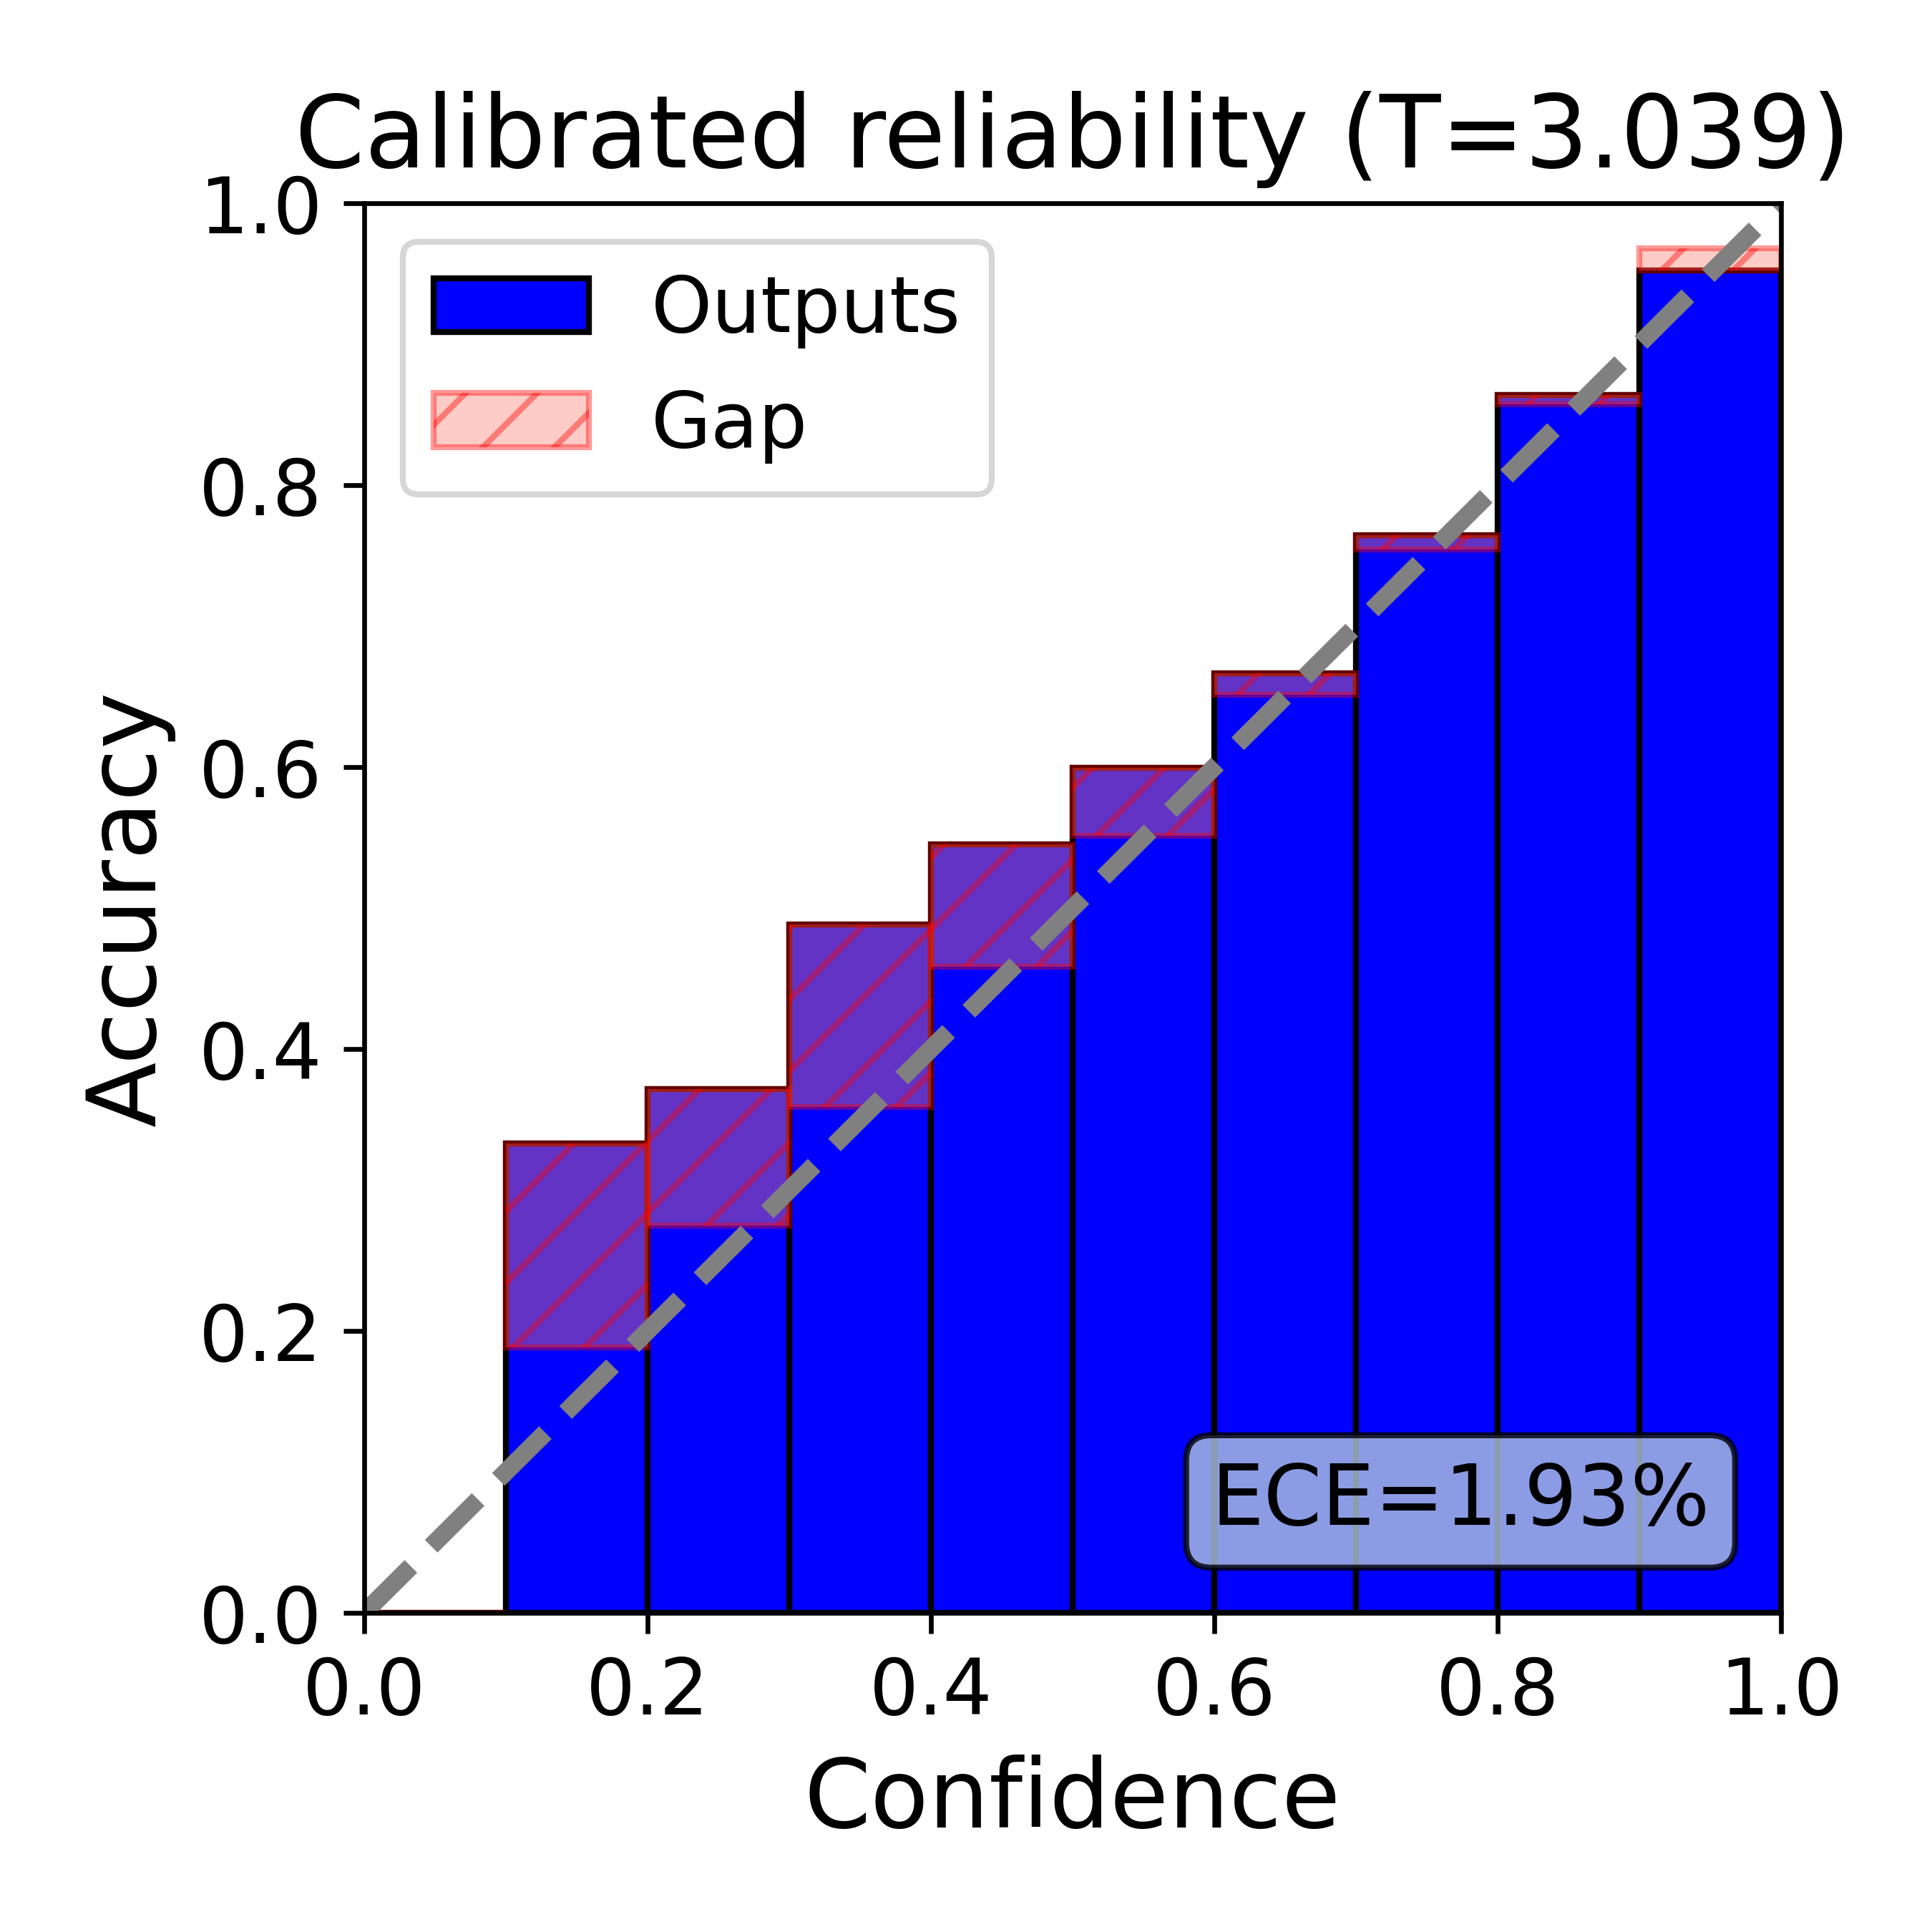 Calibrated reliability (T=3.039)
Outputs
Gap
Accuracy
1.0
0.8
0.6
0.4
0.2
0.0
ECE=1.93%
0.0 0.2 0.4 0.6 0.8 1.0
Confidence